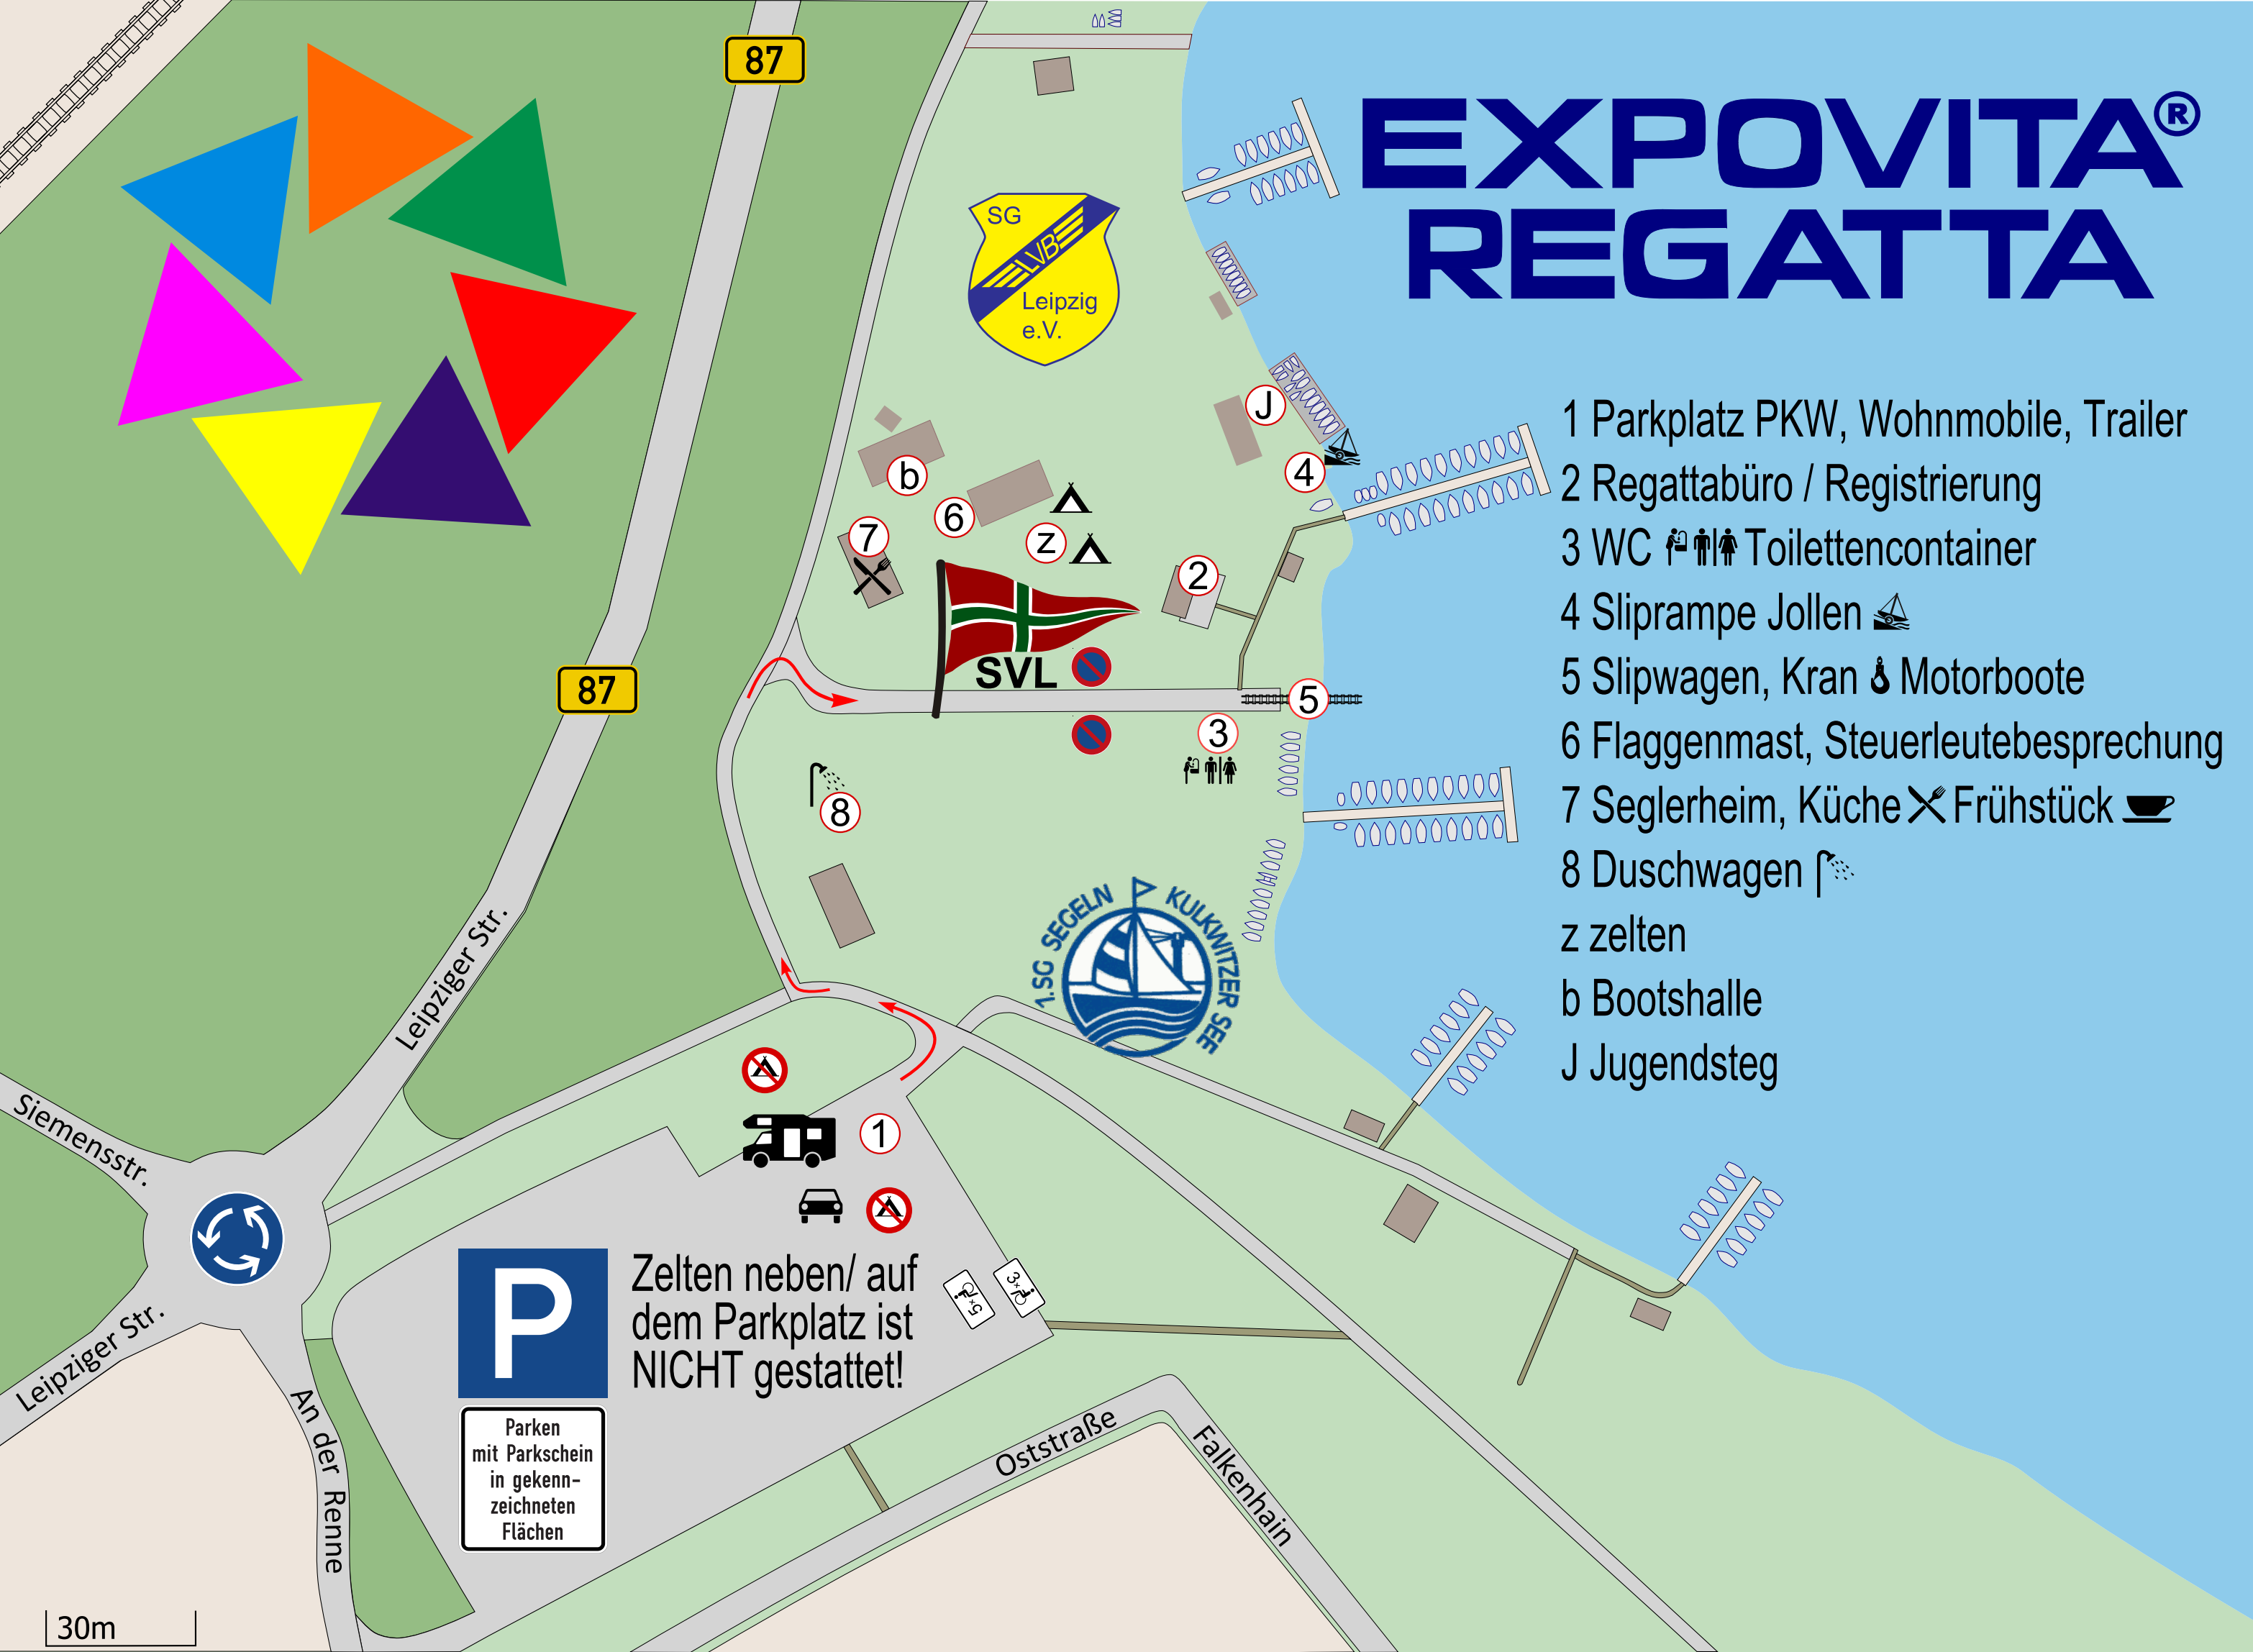 87
EXPOVITA®
REGATTA
SG
LVB
Leipzig
e.V.
J
4
b
6
7
z
2
1 Parkplatz PKW, Wohnmobile, Trailer
2 Regattabüro / Registrierung
3 WC Toilettencontainer
4 Sliprampe Jollen
5 Slipwagen, Kran Motorboote
6 Flaggenmast, Steuerleutebesprechung
7 Seglerheim, Küche Frühstück
8 Duschwagen
z zelten
b Bootshalle
J Jugendsteg
87
SVL
5
3
8
1.SG SEGELN KULKWITZER SEE
Leipziger Str.
Siemensstr.
1
Leipziger Str.
An der Renne
P
Zelten neben/ auf
dem Parkplatz ist
NICHT gestattet!
5×
3×
Parken
mit Parkschein
in gekenn-
zeichneten
Flächen
Oststraße
Falkenhain
30m